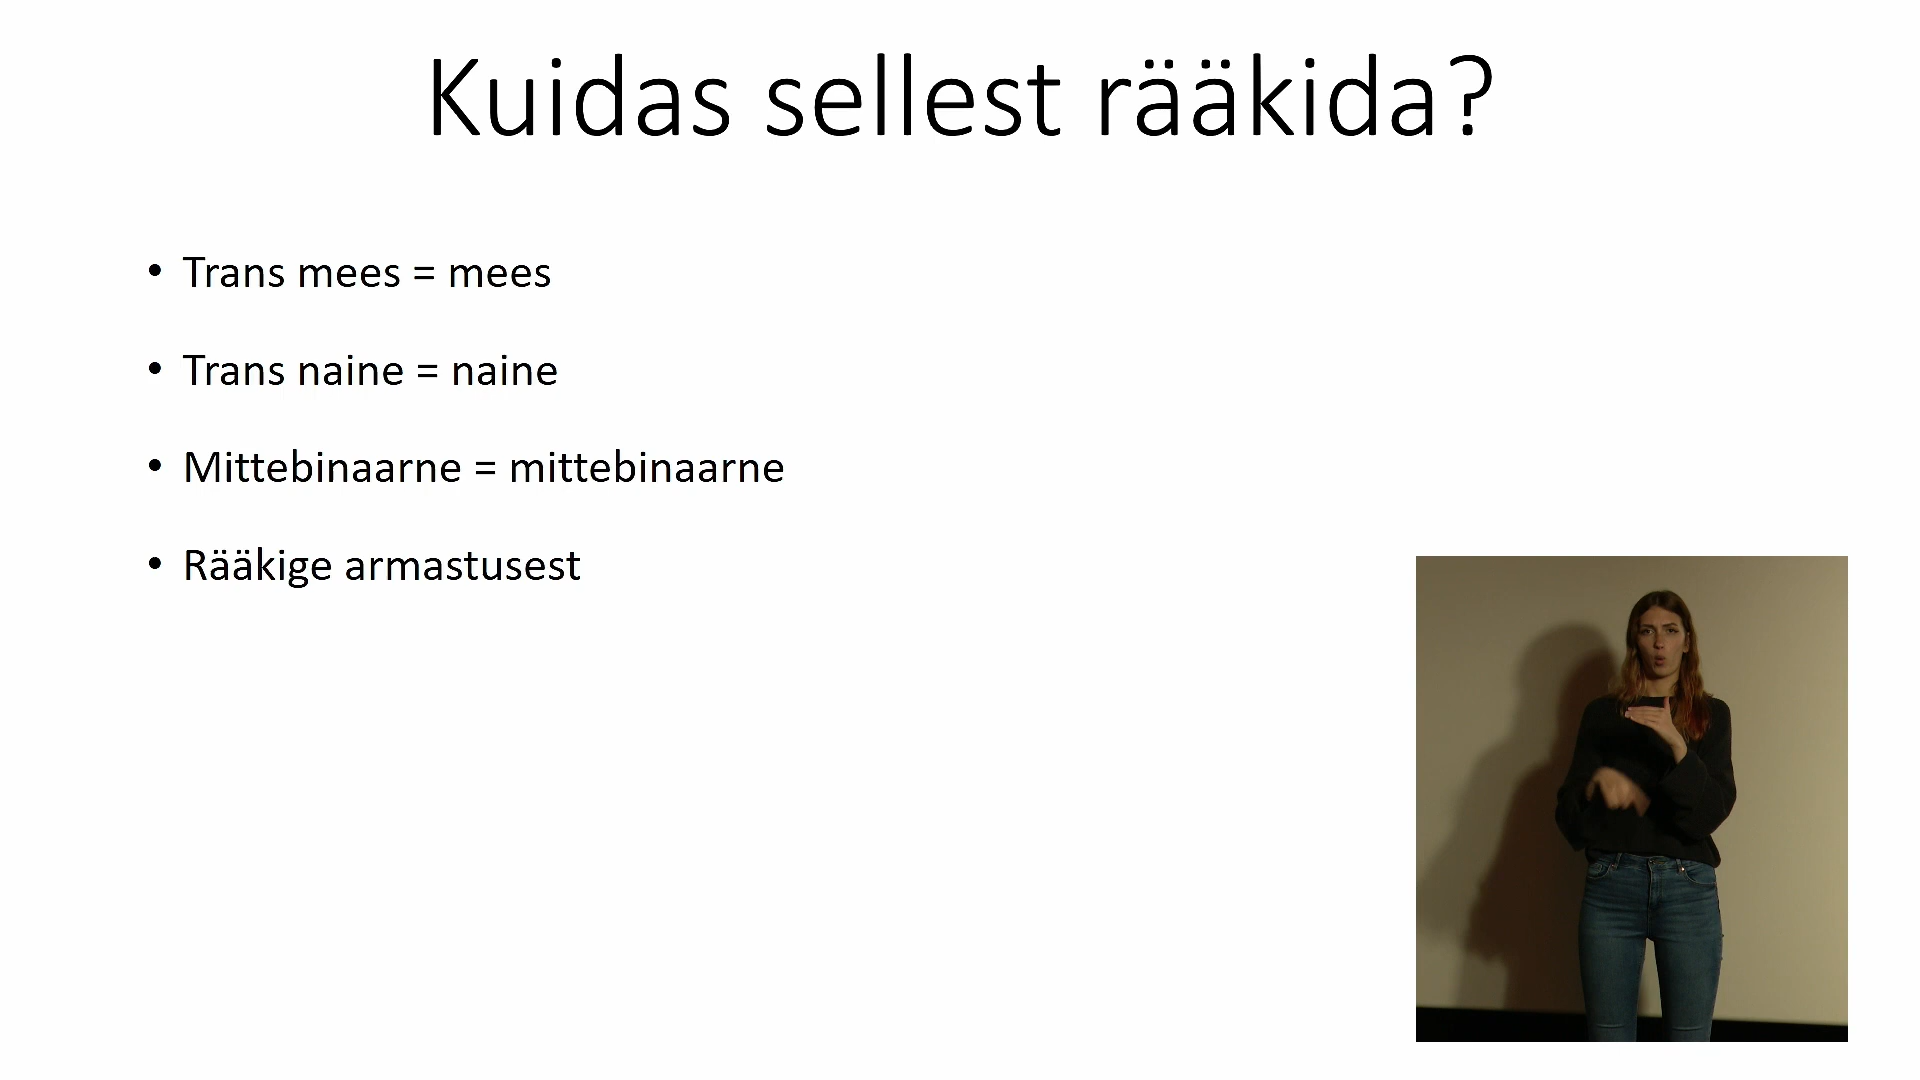 Kuidas sellest rääkida?
• Trans mees = mees
• Trans naine = naine
• Mittebinaarne = mittebinaarne
• Rääkige armastusest